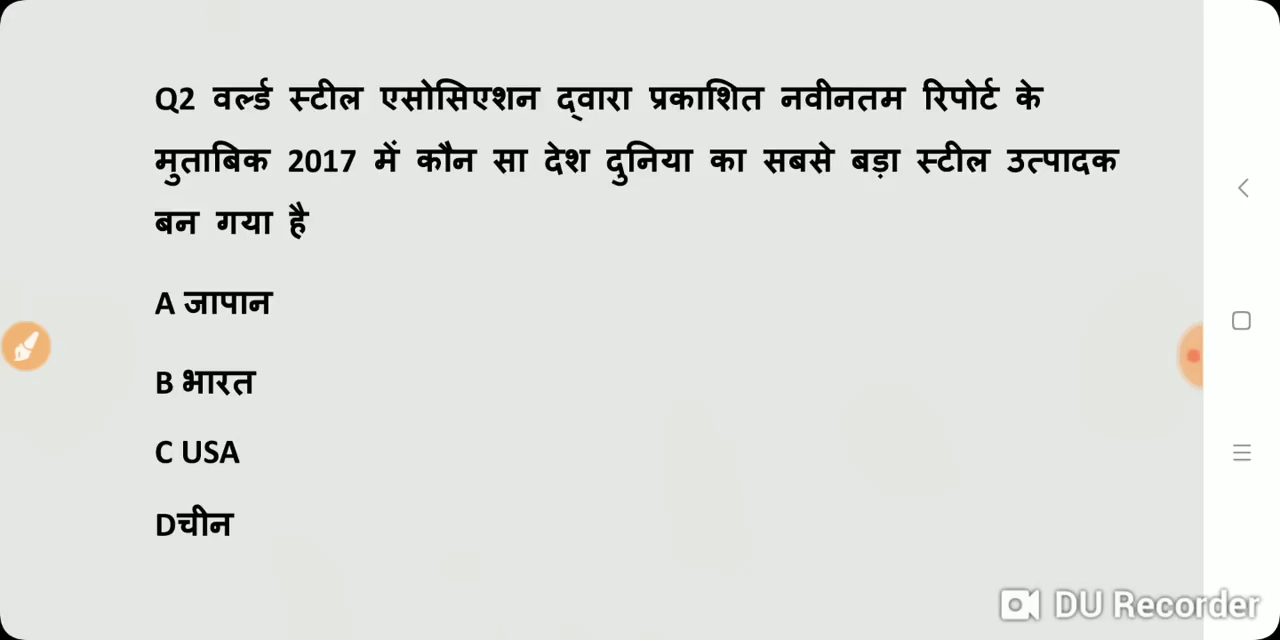 Q2 वर्ल्ड स्टील एसोसिएशन द्वारा प्रकाशित नवीनतम रिपोर्ट के
मुताबिक 2017 में कौन सा देश दुनिया का सबसे बड़ा स्टील उत्पादक
बन गया है
A जापान
B भारत
C USA
Dचीन
DU Recorder